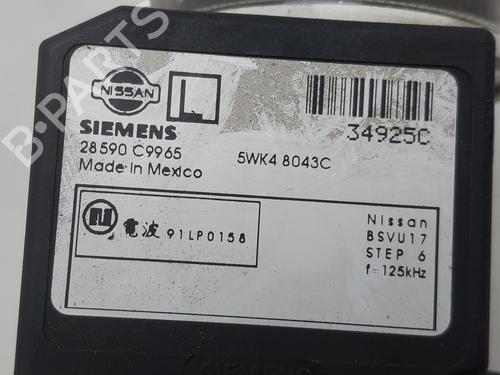 NISSAN
L
34925C
SIEMENS
28590 C9965
5WK4 8043C
Made in Mexico
電波 91LP0158
Nissan
BSVU17
STEP 6
f=125kHz
B-PARTS
SIEMENS